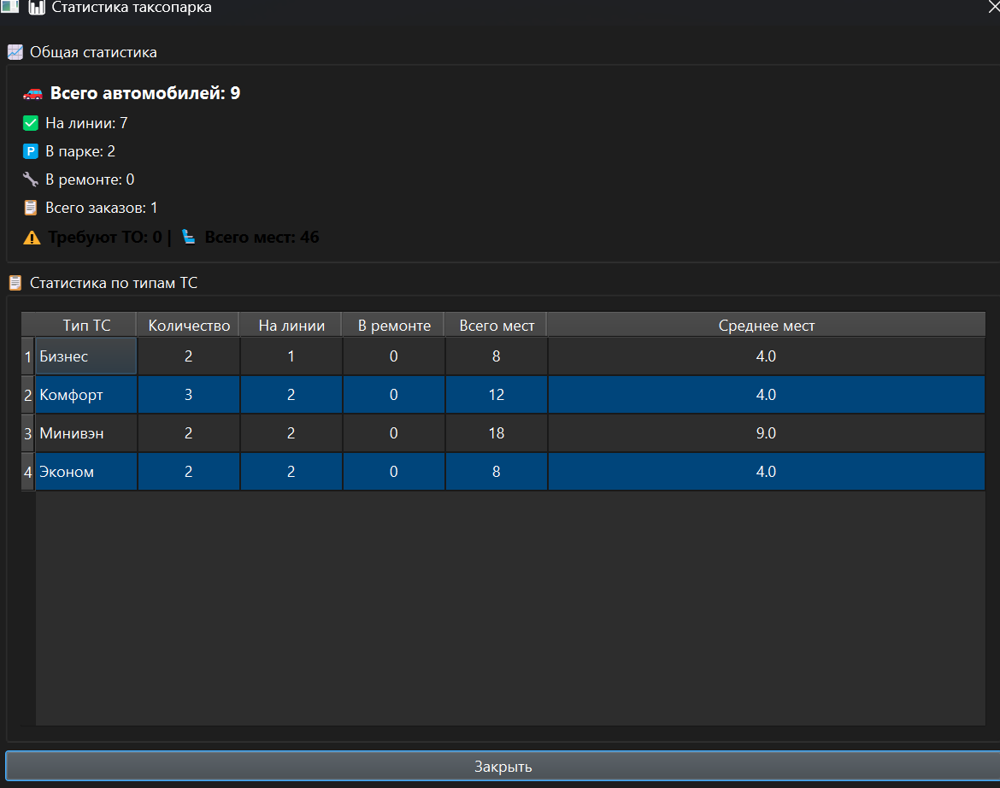 Статистика таксопарка
Общая статистика
Всего автомобилей: 9
На линии: 7
P В парке: 2
В ремонте: 0
Всего заказов: 1
Требуют ТО: 0 | Всего мест: 46
Статистика по типам ТС
Тип ТС Количество На линии В ремонте Всего мест Среднее мест
1 Бизнес 2 1 0 8 4.0
2 Комфорт 3 2 0 12 4.0
3 Минивэн 2 2 0 18 9.0
4 Эконом 2 2 0 8 4.0
Закрыть